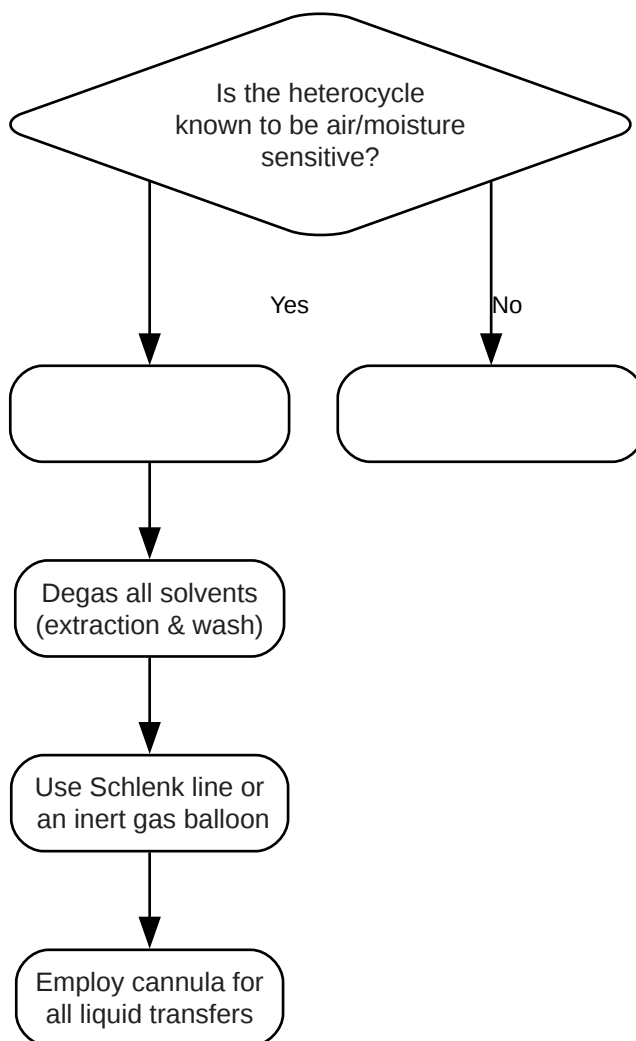 Is the heterocycle
known to be air/moisture
sensitive?
Yes
No
Degas all solvents
(extraction & wash)
Use Schlenk line or
an inert gas balloon
Employ cannula for
all liquid transfers